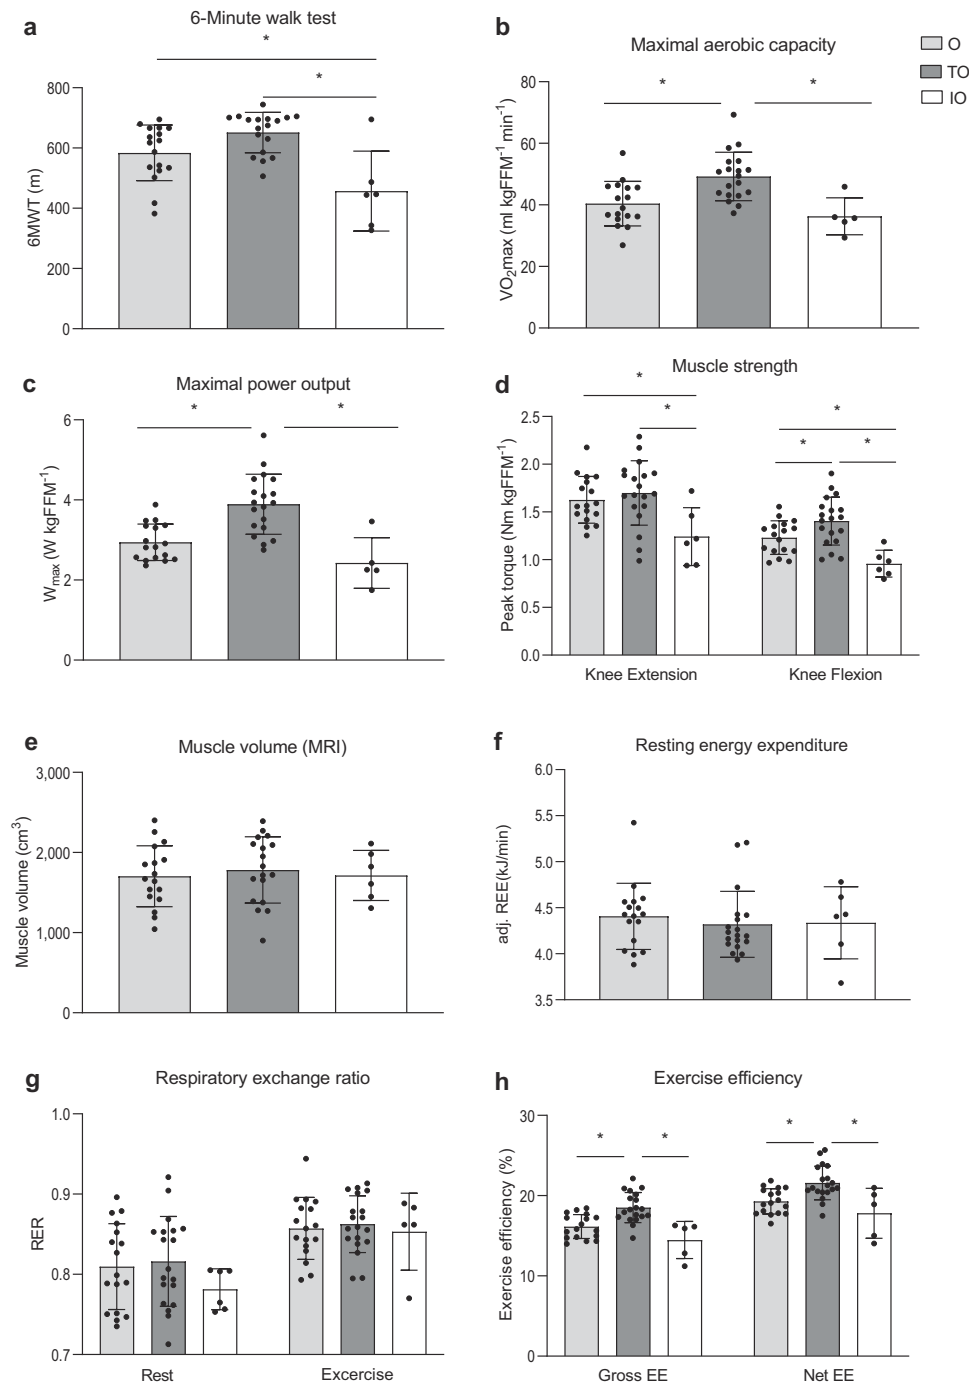 a
6-Minute walk test
*
*
6MWT (m)
800
600
400
200
0
b
Maximal aerobic capacity
*
*
VO₂max (ml kgFFM⁻¹ min⁻¹)
80
60
40
20
0
O
TO
IO
c
Maximal power output
*
*
Wmax (W kgFFM⁻¹)
6
4
2
0
d
Muscle strength
*
*
*
*
*
Peak torque (Nm kgFFM⁻¹)
2.5
2.0
1.5
1.0
0.5
0.0
Knee Extension
Knee Flexion
e
Muscle volume (MRI)
Muscle volume (cm³)
3,000
2,000
1,000
0
f
Resting energy expenditure
adj. REE(kJ/min)
6.0
5.5
5.0
4.5
4.0
3.5
g
Respiratory exchange ratio
RER
1.0
0.9
0.8
0.7
Rest
Excercise
h
Exercise efficiency
*
*
*
*
Exercise efficiency (%)
30
20
10
0
Gross EE
Net EE